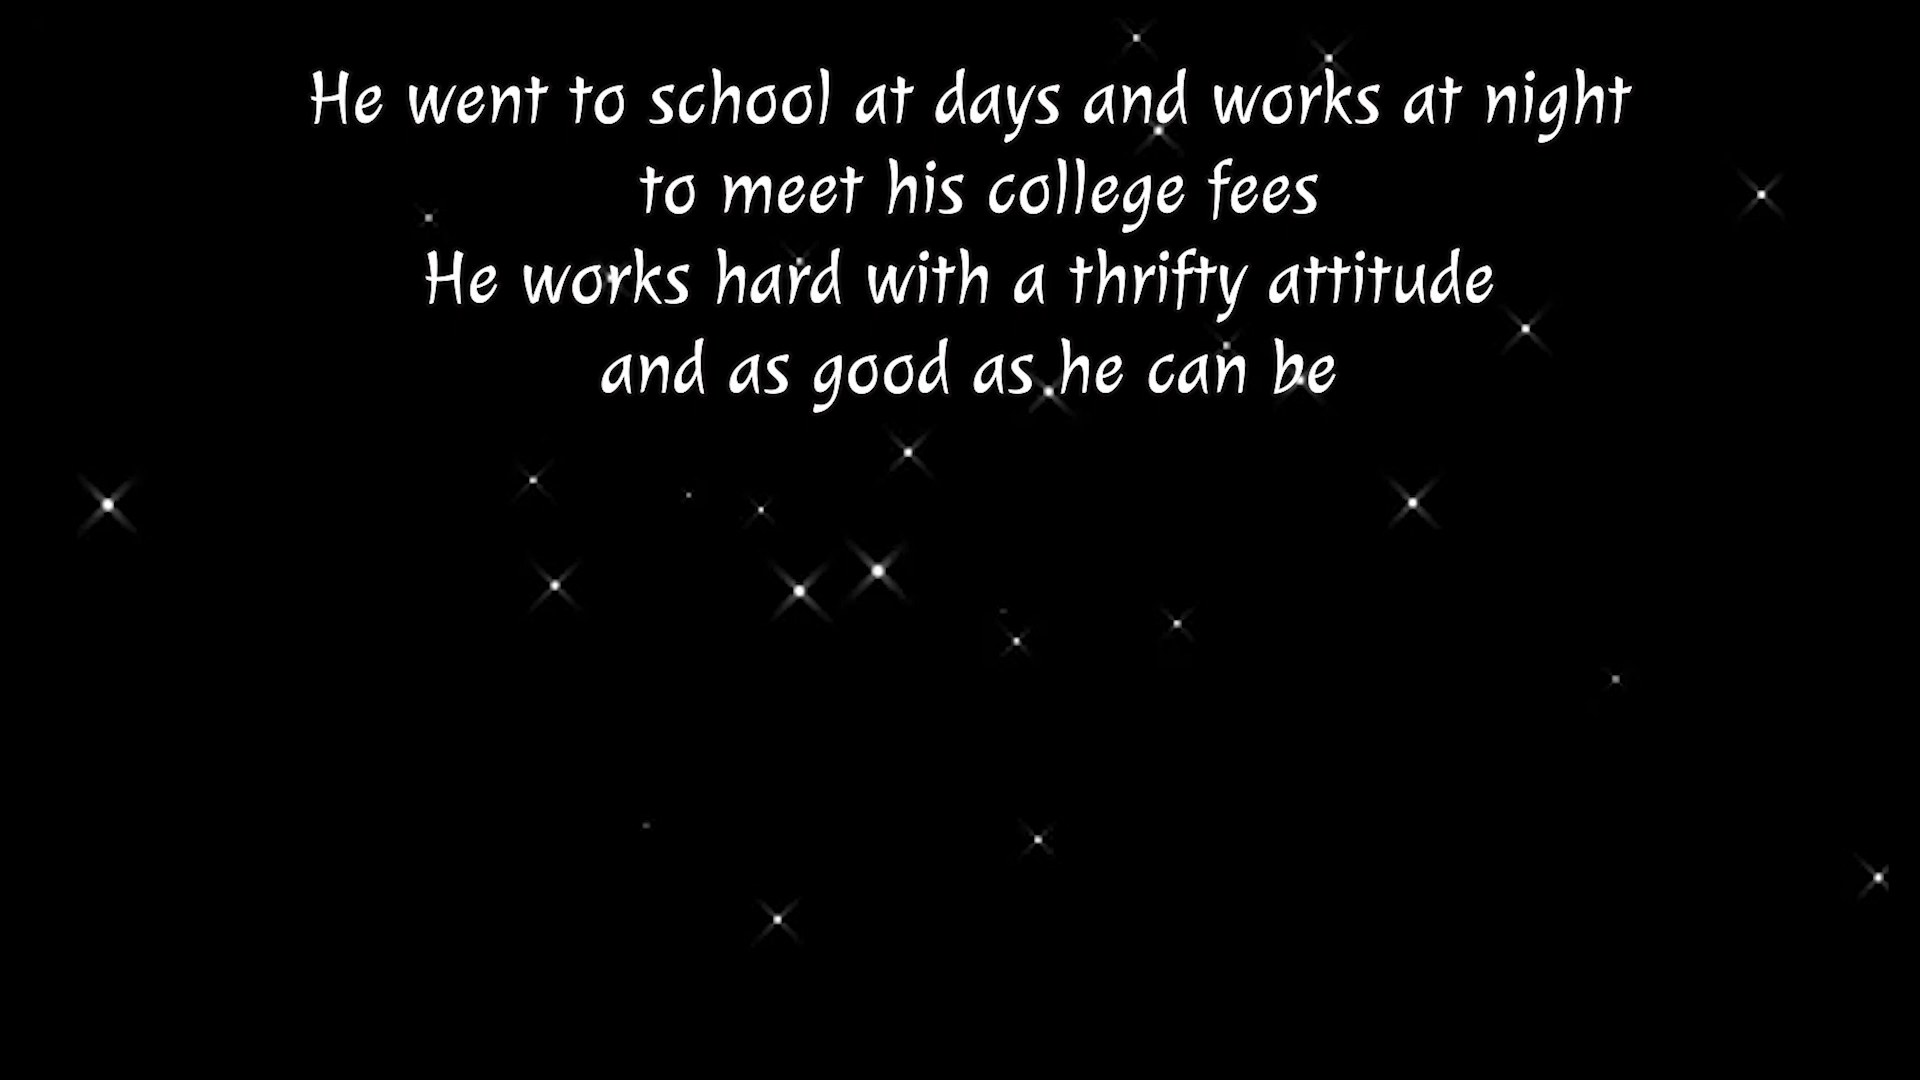 He went to school at days and works at night
to meet his college fees
He works hard with a thrifty attitude
and as good as he can be